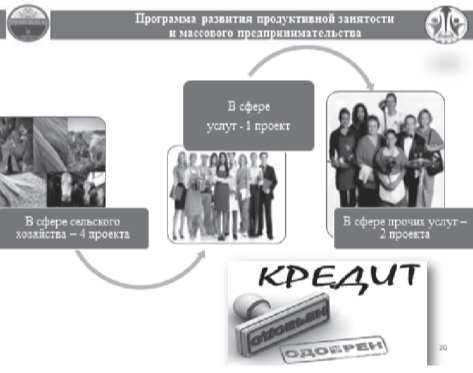 Программа развития продуктивной занятости
и массового предпринимательства
В сфере
услуг - 1 проект
В сфере сельского
хозяйства – 4 проекта
В сфере прочих услуг –
2 проекта
КРЕДИТ
ОДОБРЕН
ОДОБРЕН
30